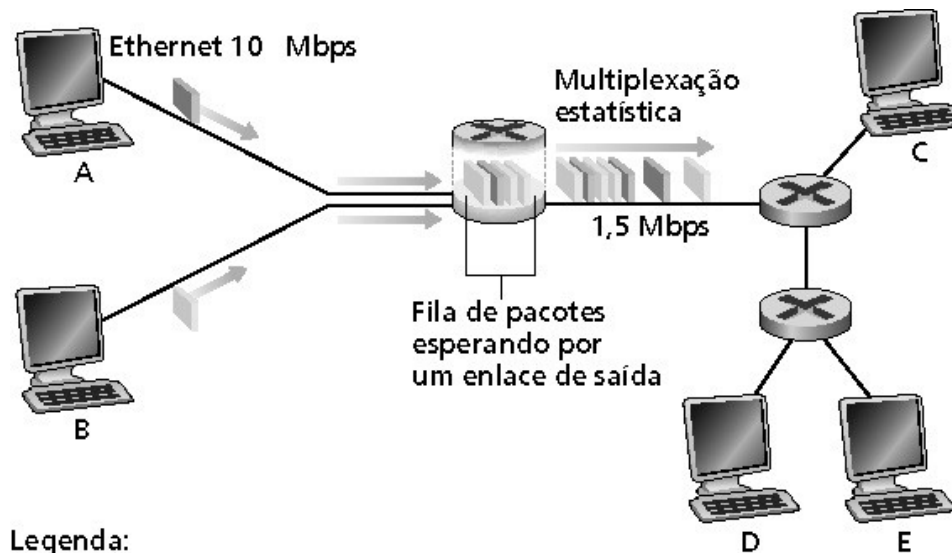 Ethernet 10 Mbps
A
Multiplexação
estatística
C
1,5 Mbps
Fila de pacotes
esperando por
um enlace de saída
B
D
E
Legenda: